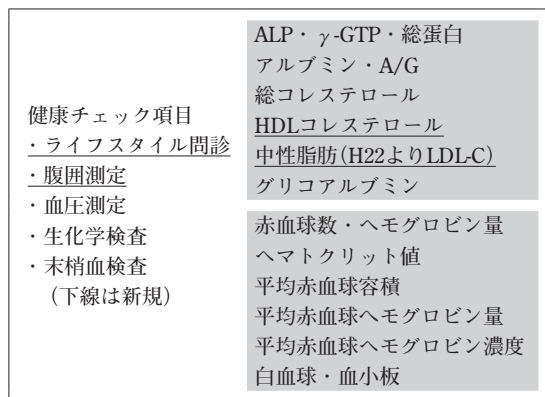 健康チェック項目
・ライフスタイル問診
・腹囲測定
・血圧測定
・生化学検査
・末梢血検査
（下線は新規）
ALP・γ-GTP・総蛋白
アルブミン・A/G
総コレステロール
HDLコレステロール
中性脂肪(H22よりLDL-C)
グリコアルブミン
赤血球数・ヘモグロビン量
ヘマトクリット値
平均赤血球容積
平均赤血球ヘモグロビン量
平均赤血球ヘモグロビン濃度
白血球・血小板